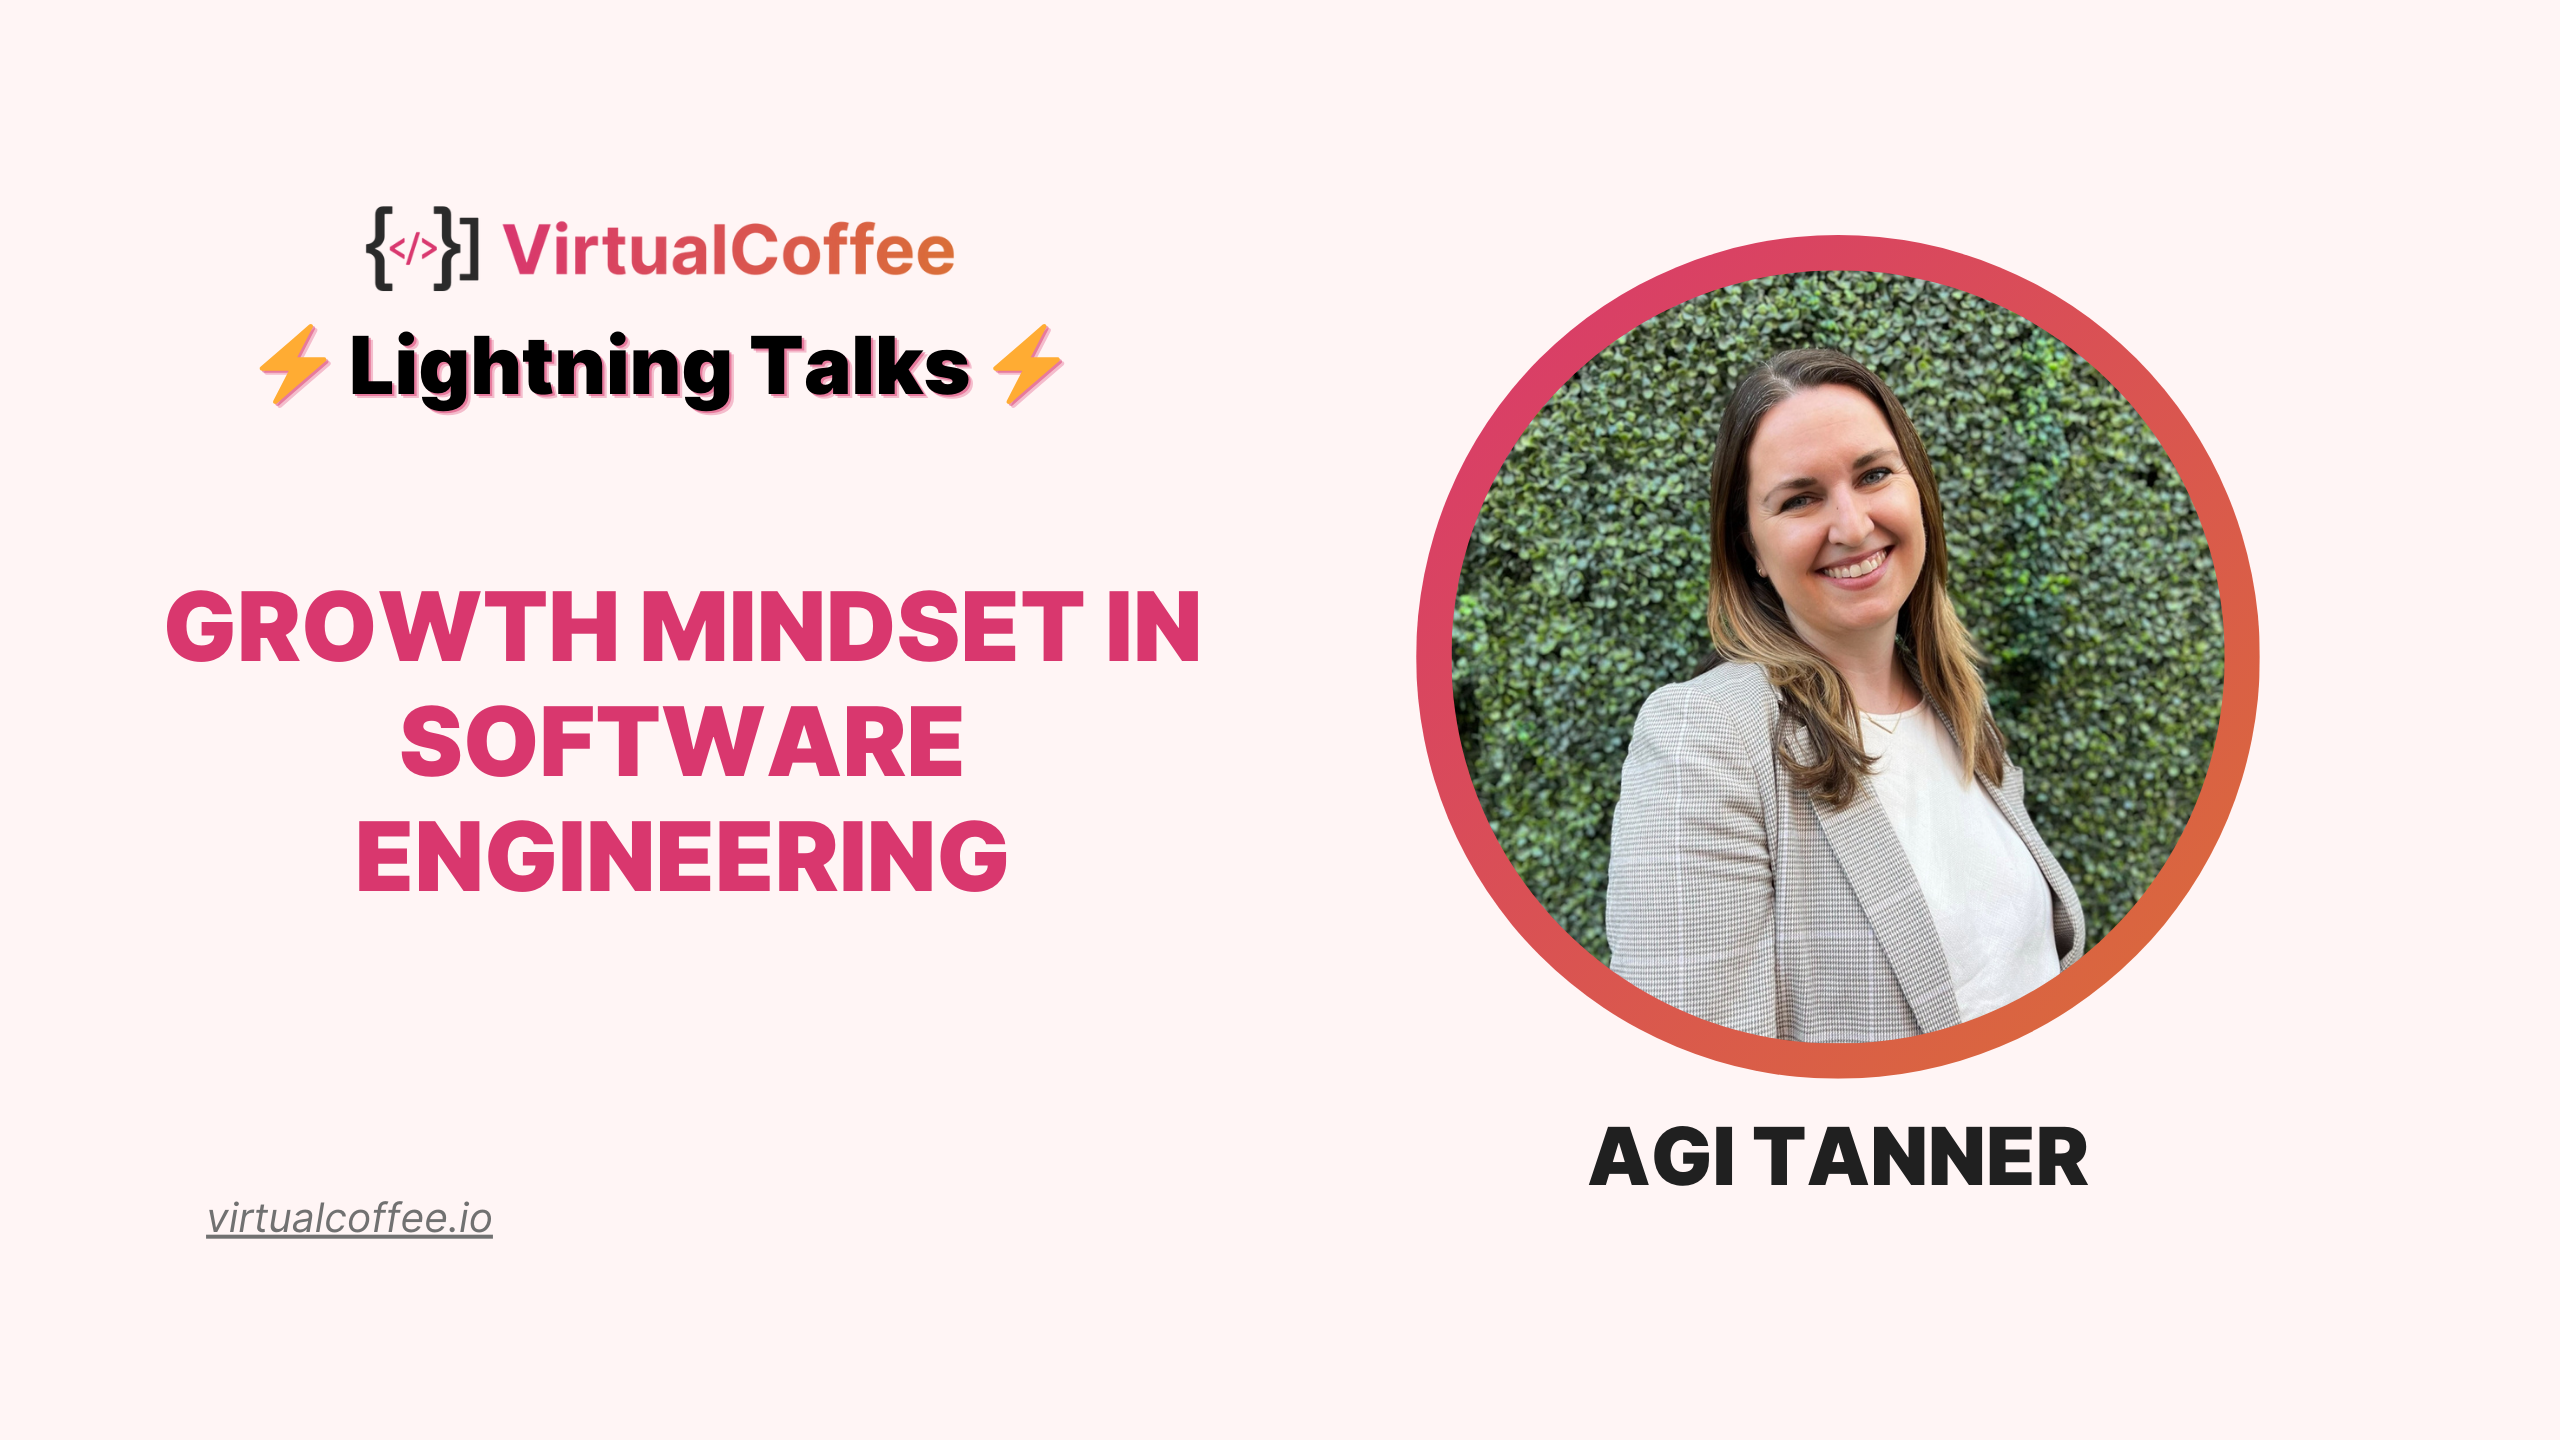 {</>}] VirtualCoffee
⚡ Lightning Talks ⚡
GROWTH MINDSET IN
SOFTWARE
ENGINEERING
AGI TANNER
virtualcoffee.io